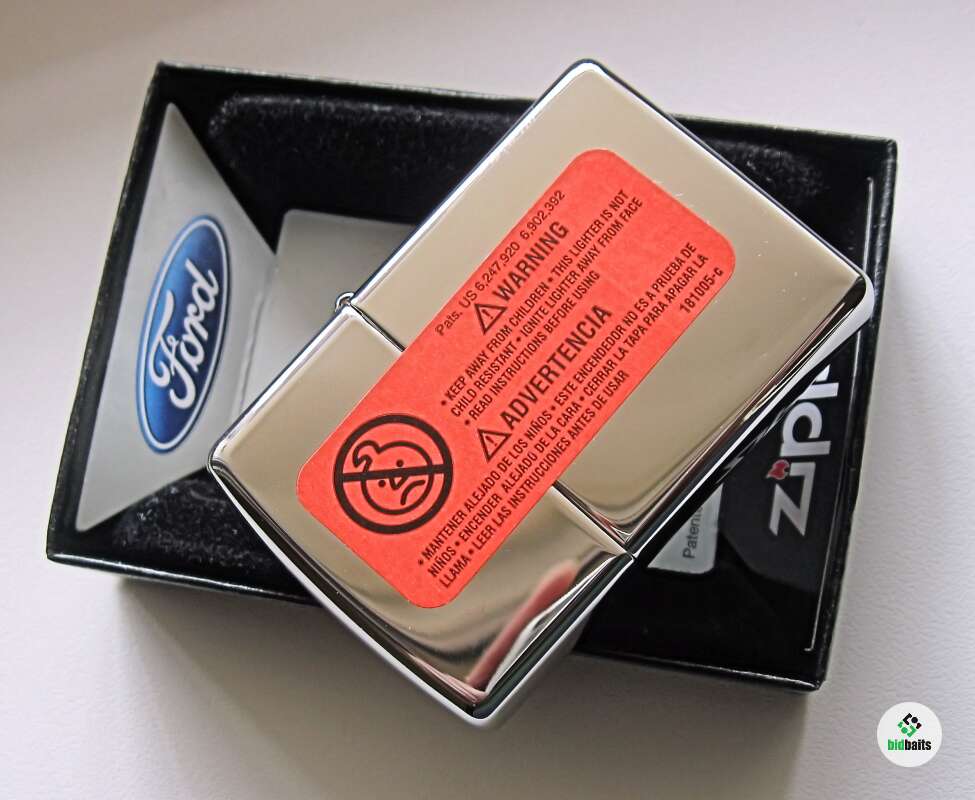 Ford
Pats. US 6,247,920 6,902,392
WARNING
• KEEP AWAY FROM CHILDREN • THIS LIGHTER IS NOT
CHILD RESISTANT • IGNITE LIGHTER AWAY FROM FACE
• READ INSTRUCTIONS BEFORE USING
ADVERTENCIA
• MANTENER ALEJADO DE LOS NIÑOS • ESTE ENCENDEDOR NO ES A PRUEBA DE
NIÑOS • ENCENDER ALEJADO DE LA CARA • CERRAR LA TAPA PARA APAGAR LA
LLAMA • LEER LAS INSTRUCCIONES ANTES DE USAR
181005-c
zipp
Patent
bidbaits